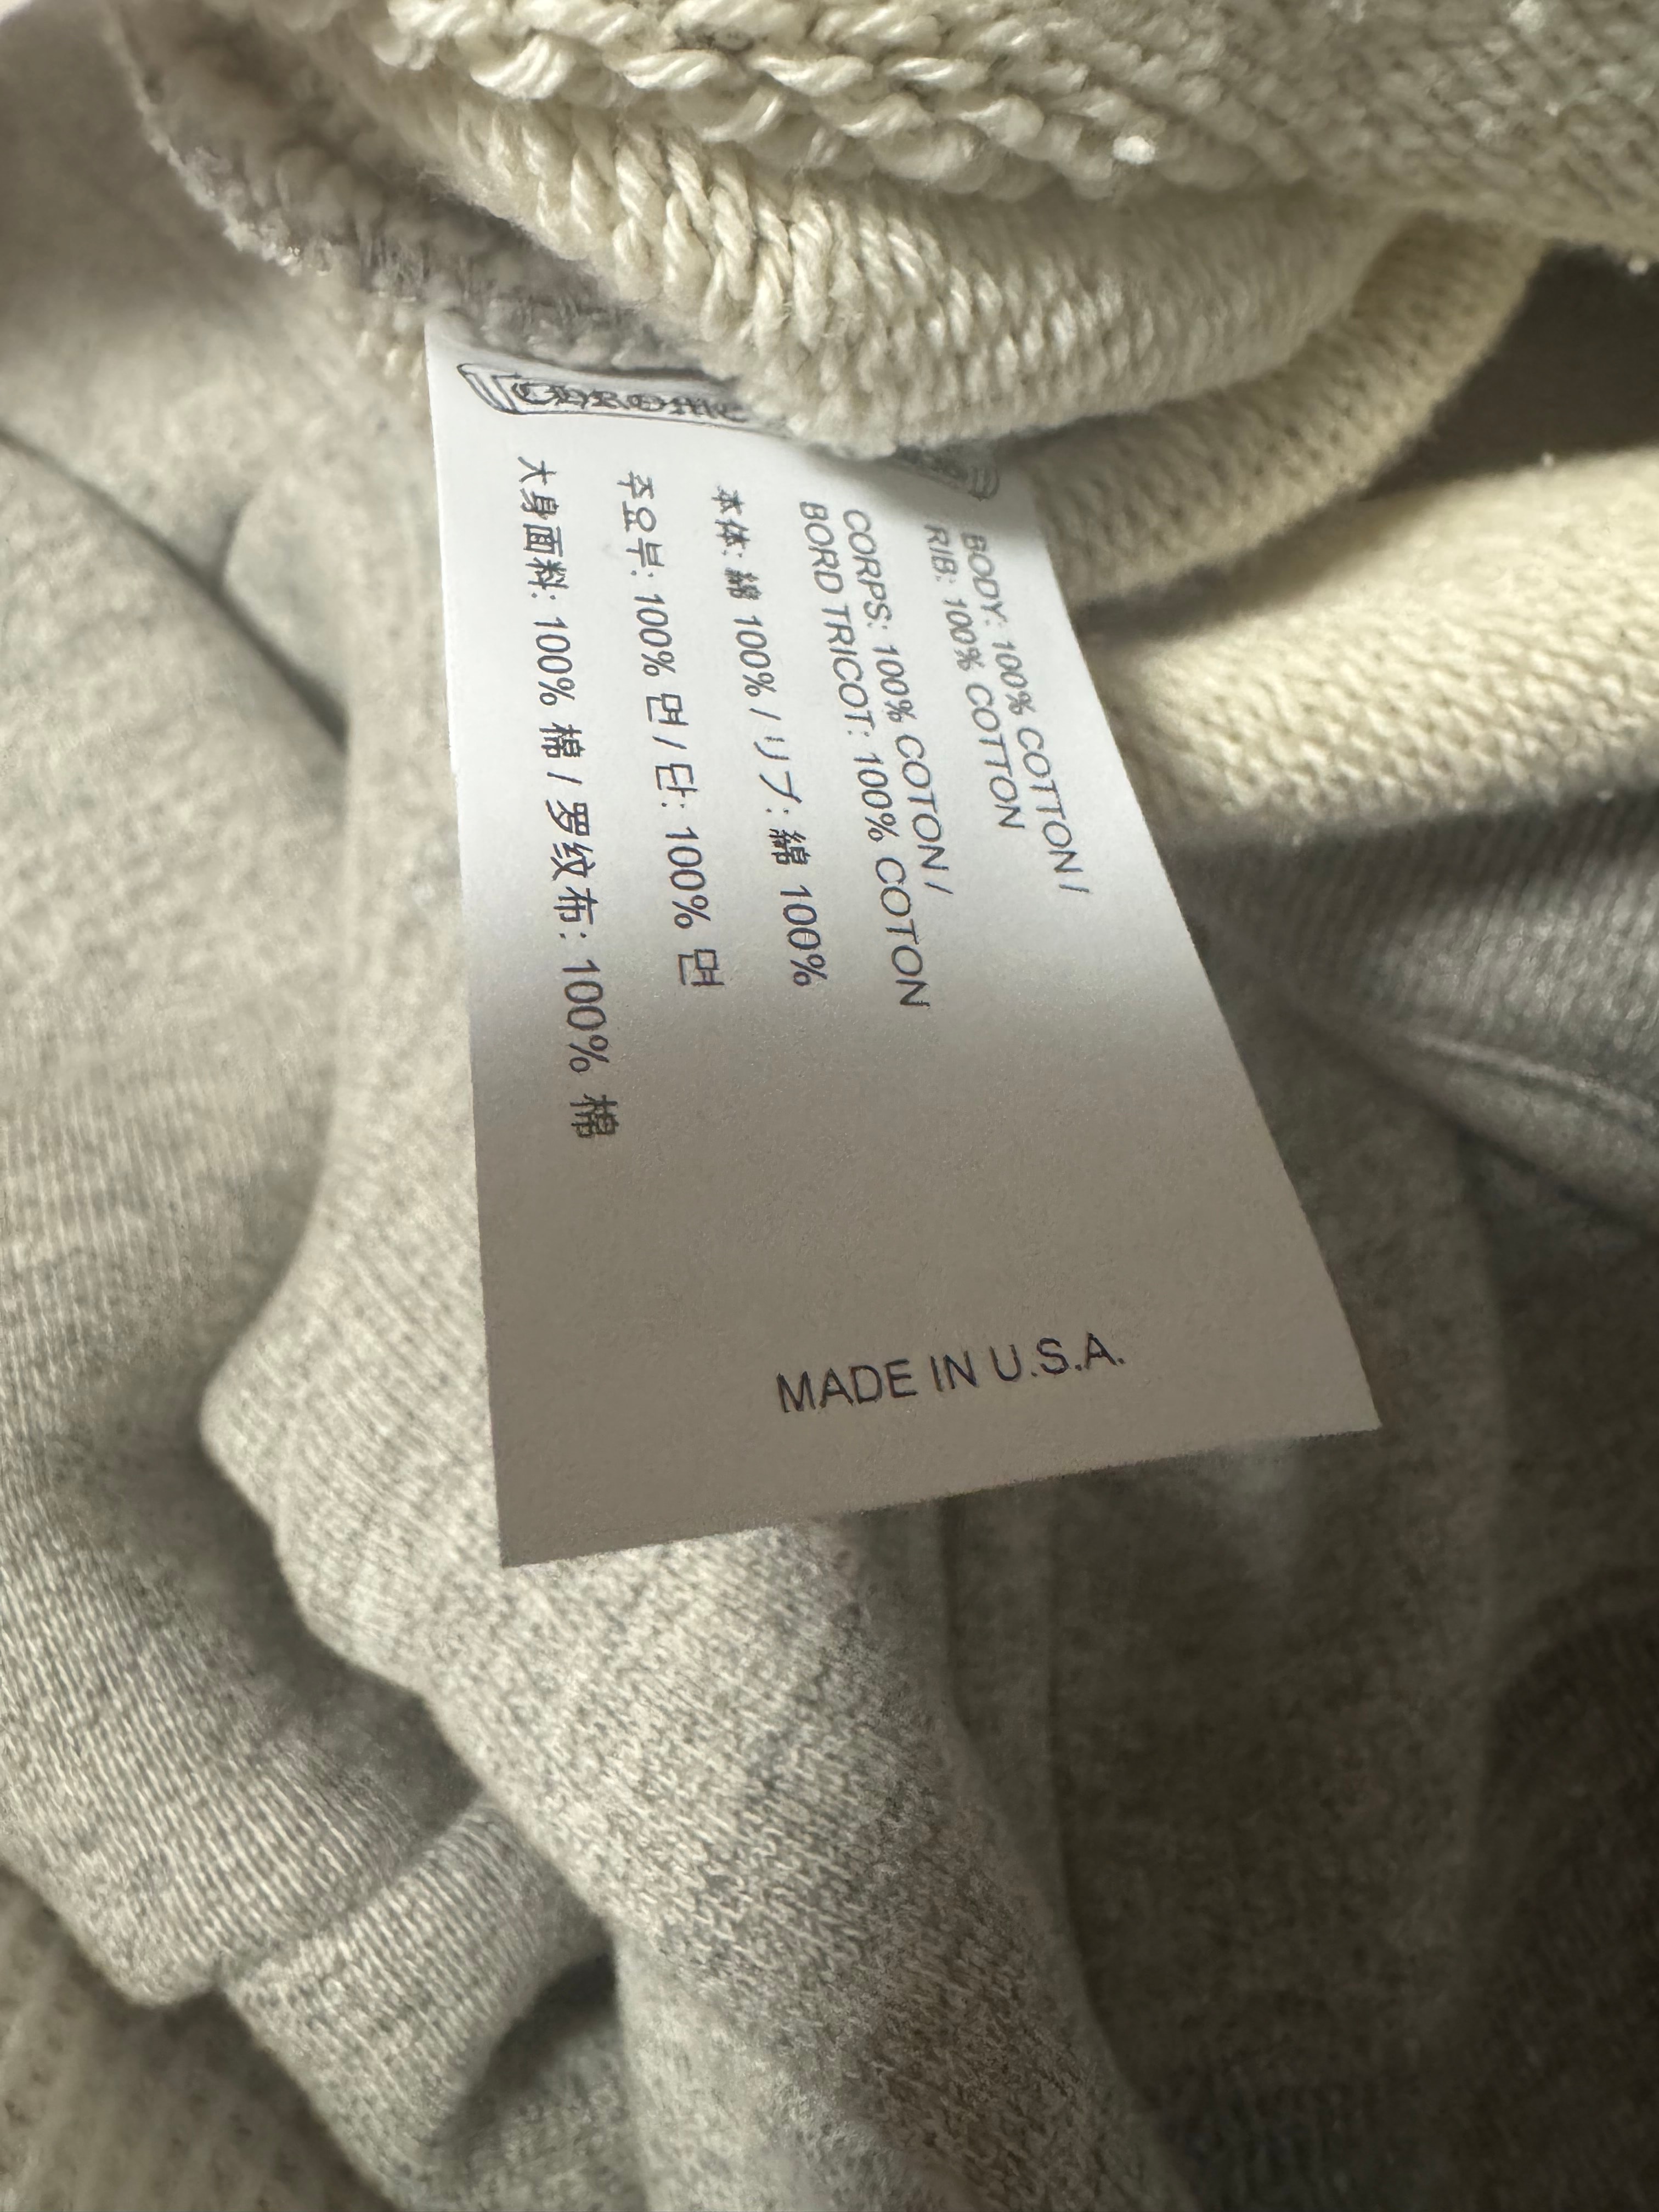 Chrome
BODY: 100% COTTON /
RIB: 100% COTTON
CORPS: 100% COTON /
BORD TRICOT: 100% COTON
本体: 綿 100% / リブ: 綿 100%
주요부: 100% 면 / 단: 100% 면
大身面料: 100% 棉 / 罗纹布: 100% 棉
MADE IN U.S.A.